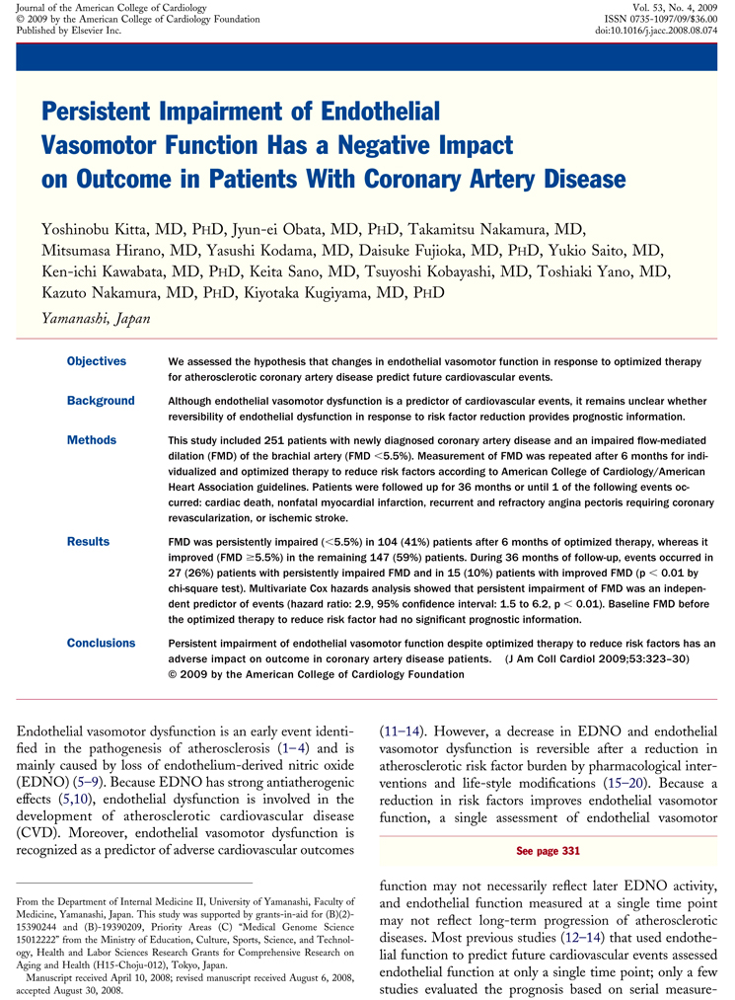 Journal of the American College of Cardiology
© 2009 by the American College of Cardiology Foundation
Published by Elsevier Inc.
Vol. 53, No. 4, 2009
ISSN 0735-1097/09/$36.00
doi:10.1016/j.jacc.2008.08.074
Persistent Impairment of Endothelial
Vasomotor Function Has a Negative Impact
on Outcome in Patients With Coronary Artery Disease
Yoshinobu Kitta, MD, PHD, Jyun-ei Obata, MD, PHD, Takamitsu Nakamura, MD,
Mitsumasa Hirano, MD, Yasushi Kodama, MD, Daisuke Fujioka, MD, PHD, Yukio Saito, MD,
Ken-ichi Kawabata, MD, PHD, Keita Sano, MD, Tsuyoshi Kobayashi, MD, Toshiaki Yano, MD,
Kazuto Nakamura, MD, PHD, Kiyotaka Kugiyama, MD, PHD
Yamanashi, Japan
Objectives We assessed the hypothesis that changes in endothelial vasomotor function in response to optimized therapy
for atherosclerotic coronary artery disease predict future cardiovascular events.
Background Although endothelial vasomotor dysfunction is a predictor of cardiovascular events, it remains unclear whether
reversibility of endothelial dysfunction in response to risk factor reduction provides prognostic information.
Methods This study included 251 patients with newly diagnosed coronary artery disease and an impaired flow-mediated
dilation (FMD) of the brachial artery (FMD <5.5%). Measurement of FMD was repeated after 6 months for indi-
vidualized and optimized therapy to reduce risk factors according to American College of Cardiology/American
Heart Association guidelines. Patients were followed up for 36 months or until 1 of the following events oc-
curred: cardiac death, nonfatal myocardial infarction, recurrent and refractory angina pectoris requiring coronary
revascularization, or ischemic stroke.
Results FMD was persistently impaired (<5.5%) in 104 (41%) patients after 6 months of optimized therapy, whereas it
improved (FMD ≥5.5%) in the remaining 147 (59%) patients. During 36 months of follow-up, events occurred in
27 (26%) patients with persistently impaired FMD and in 15 (10%) patients with improved FMD (p < 0.01 by
chi-square test). Multivariate Cox hazards analysis showed that persistent impairment of FMD was an indepen-
dent predictor of events (hazard ratio: 2.9, 95% confidence interval: 1.5 to 6.2, p < 0.01). Baseline FMD before
the optimized therapy to reduce risk factor had no significant prognostic information.
Conclusions Persistent impairment of endothelial vasomotor function despite optimized therapy to reduce risk factors has an
adverse impact on outcome in coronary artery disease patients. (J Am Coll Cardiol 2009;53:323–30)
© 2009 by the American College of Cardiology Foundation
Endothelial vasomotor dysfunction is an early event identi-
fied in the pathogenesis of atherosclerosis (1–4) and is
mainly caused by loss of endothelium-derived nitric oxide
(EDNO) (5–9). Because EDNO has strong antiatherogenic
effects (5,10), endothelial dysfunction is involved in the
development of atherosclerotic cardiovascular disease
(CVD). Moreover, endothelial vasomotor dysfunction is
recognized as a predictor of adverse cardiovascular outcomes
From the Department of Internal Medicine II, University of Yamanashi, Faculty of
Medicine, Yamanashi, Japan. This study was supported by grants-in-aid for (B)(2)-
15390244 and (B)-19390209, Priority Areas (C) “Medical Genome Science
15012222” from the Ministry of Education, Culture, Sports, Science, and Technol-
ogy, Health and Labor Sciences Research Grants for Comprehensive Research on
Aging and Health (H15-Choju-012), Tokyo, Japan.
Manuscript received April 10, 2008; revised manuscript received August 6, 2008,
accepted August 30, 2008.
(11–14). However, a decrease in EDNO and endothelial
vasomotor dysfunction is reversible after a reduction in
atherosclerotic risk factor burden by pharmacological inter-
ventions and life-style modifications (15–20). Because a
reduction in risk factors improves endothelial vasomotor
function, a single assessment of endothelial vasomotor
See page 331
function may not necessarily reflect later EDNO activity,
and endothelial function measured at a single time point
may not reflect long-term progression of atherosclerotic
diseases. Most previous studies (12–14) that used endothe-
lial function to predict future cardiovascular events assessed
endothelial function at only a single time point; only a few
studies evaluated the prognosis based on serial measure-